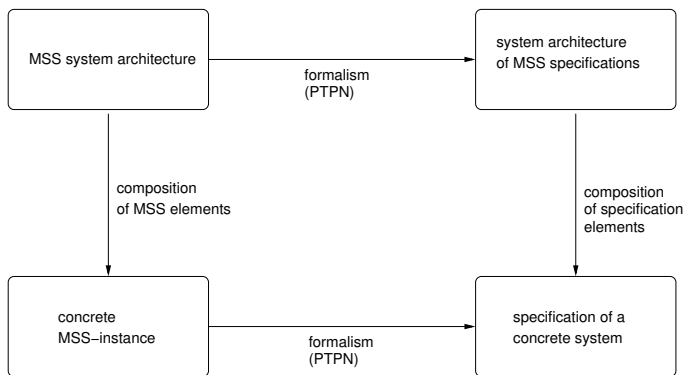 MSS system architecture
system architecture
of MSS specifications
formalism
(PTPN)
composition
of MSS elements
composition
of specification
elements
concrete
MSS−instance
specification of a
concrete system
formalism
(PTPN)